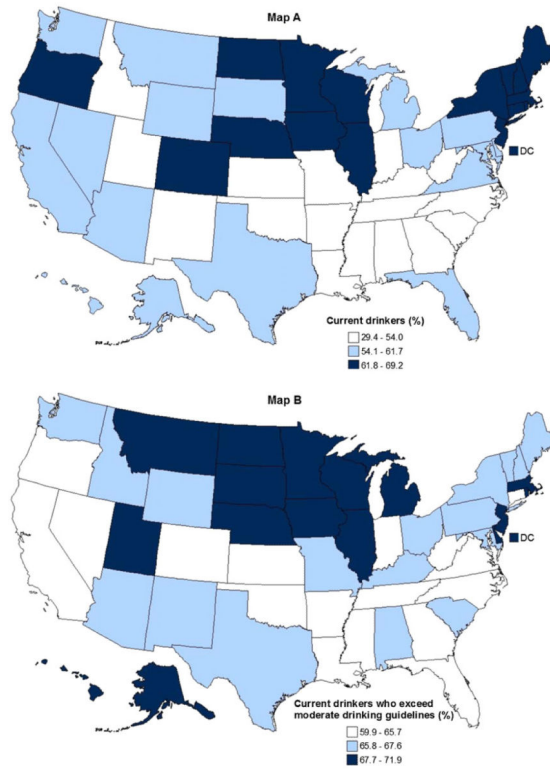 Map A
DC
Current drinkers (%)
29.4 - 54.0
54.1 - 61.7
61.8 - 69.2
Map B
DC
Current drinkers who exceed
moderate drinking guidelines (%)
59.9 - 65.7
65.8 - 67.6
67.7 - 71.9